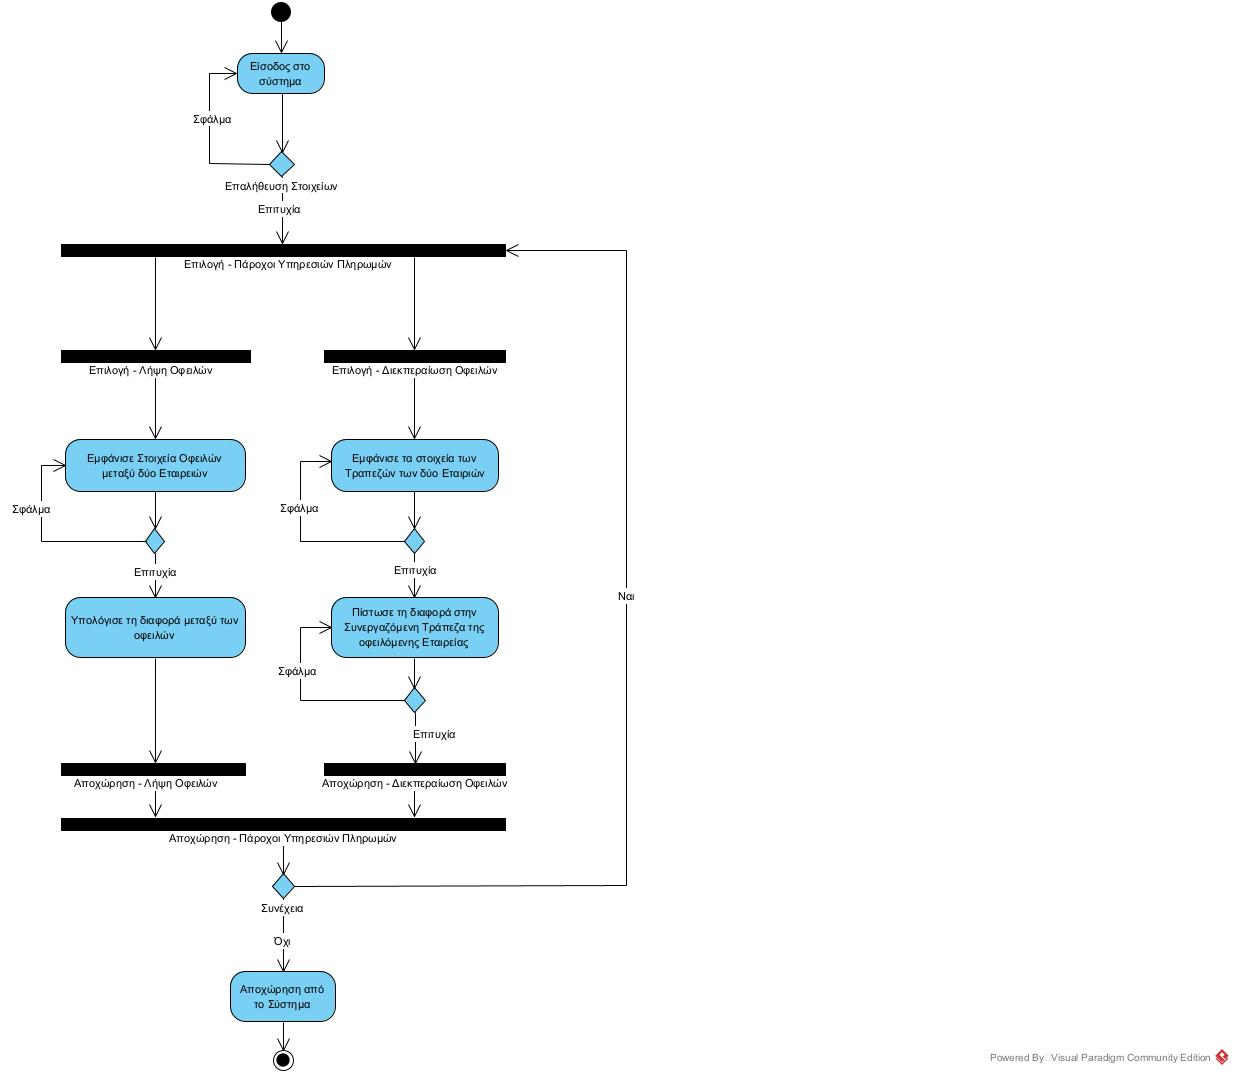 Είσοδος στο
σύστημα
Σφάλμα
Επαλήθευση Στοιχείων
Επιτυχία
Επιλογή - Πάροχοι Υπηρεσιών Πληρωμών
Επιλογή - Λήψη Οφειλών
Επιλογή - Διεκπεραίωση Οφειλών
Εμφάνισε Στοιχεία Οφειλών
μεταξύ δύο Εταιρειών
Εμφάνισε τα στοιχεία των
Τραπεζών των δύο Εταιριών
Σφάλμα
Σφάλμα
Επιτυχία
Επιτυχία
Ναι
Υπολόγισε τη διαφορά μεταξύ των
οφειλών
Πίστωσε τη διαφορά στην
Συνεργαζόμενη Τράπεζα της
οφειλόμενης Εταιρείας
Σφάλμα
Επιτυχία
Αποχώρηση - Λήψη Οφειλών
Αποχώρηση - Διεκπεραίωση Οφειλών
Αποχώρηση - Πάροχοι Υπηρεσιών Πληρωμών
Συνέχεια
Όχι
Αποχώρηση από
το Σύστημα
Powered By Visual Paradigm Community Edition